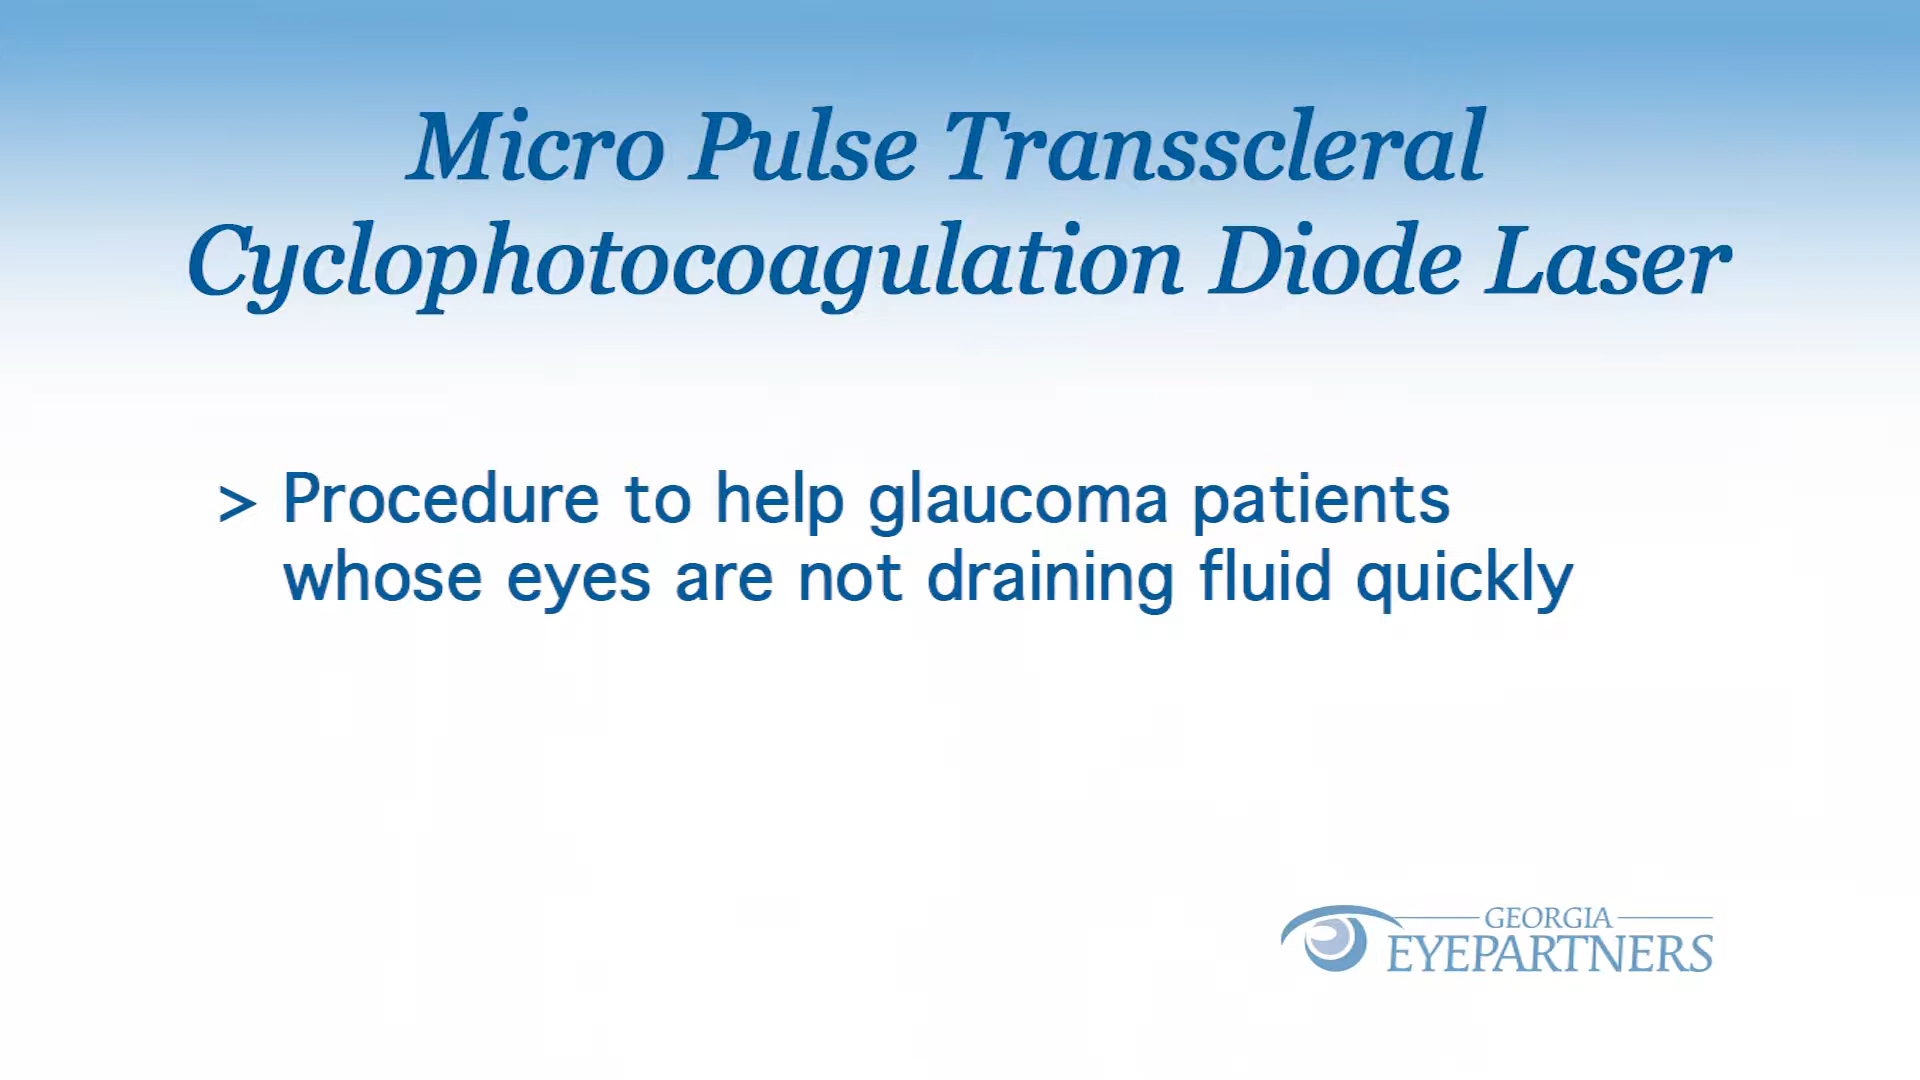 Micro Pulse Transscleral
Cyclophotocoagulation Diode Laser
> Procedure to help glaucoma patients
whose eyes are not draining fluid quickly
GEORGIA
EYEPARTNERS